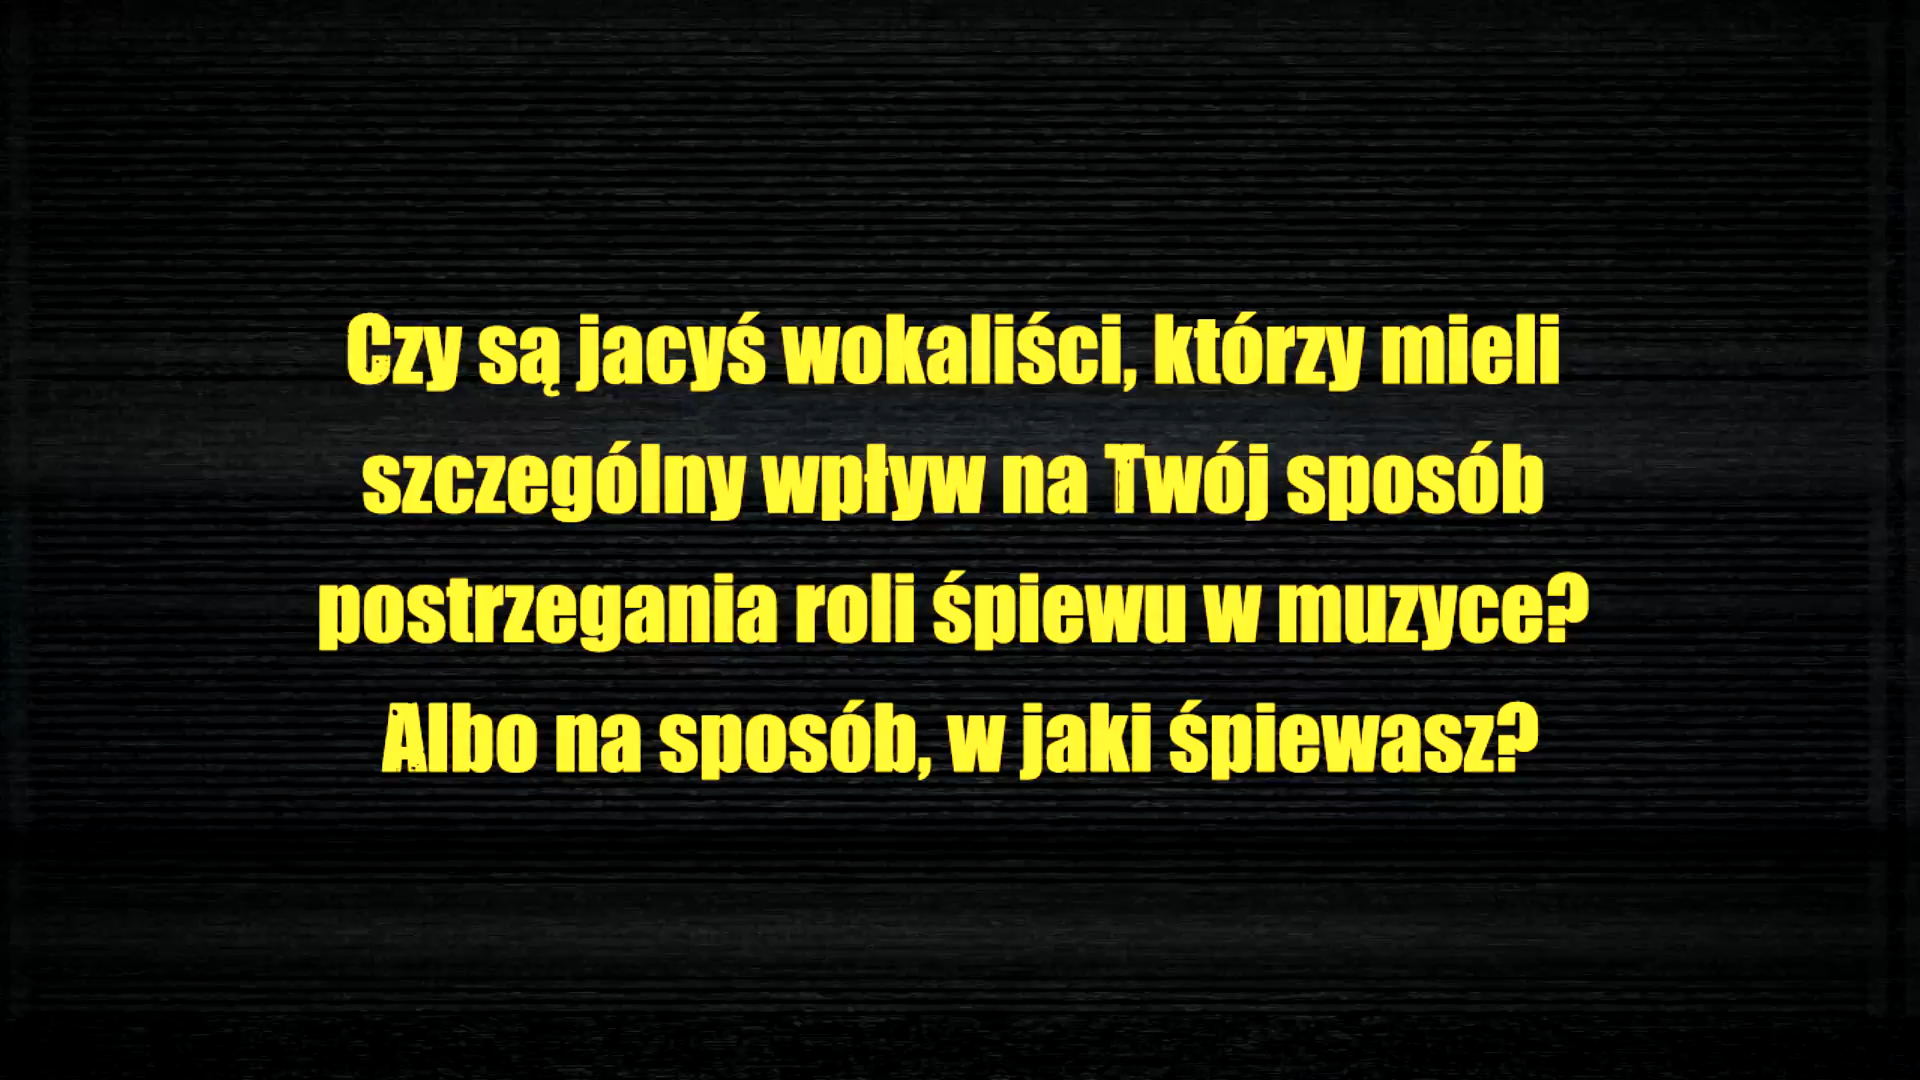 Czy są jacyś wokaliści, którzy mieli
szczególny wpływ na Twój sposób
postrzegania roli śpiewu w muzyce?
Albo na sposób, w jaki śpiewasz?